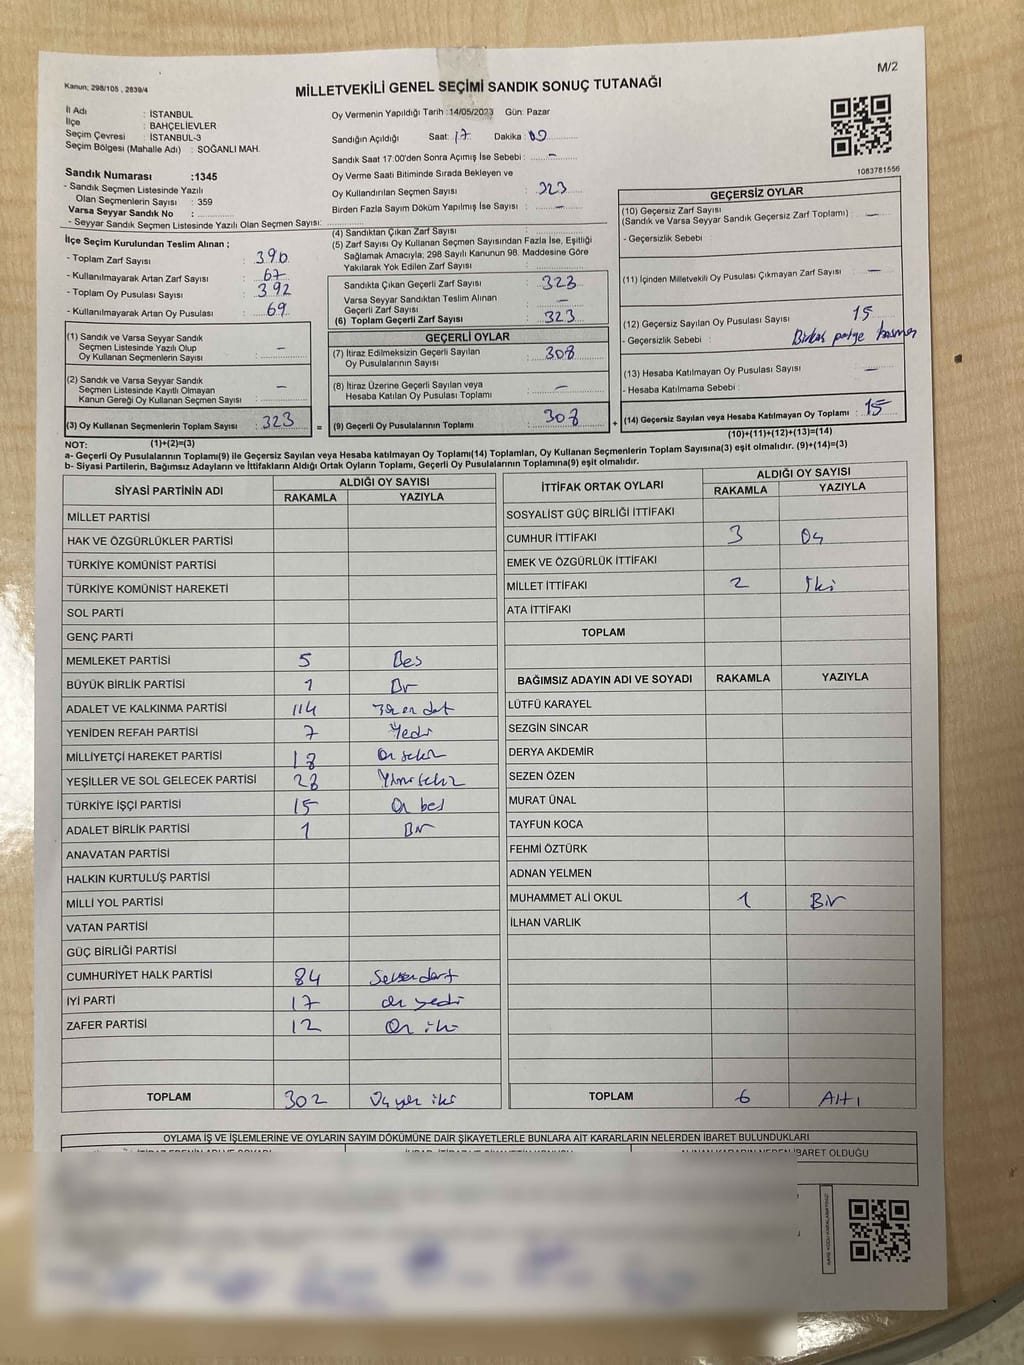 M/2
Kanun, 298/105 , 2839/4
MİLLETVEKİLİ GENEL SEÇİMİ SANDIK SONUÇ TUTANAĞI
İl Adı : İSTANBUL
İlçe : BAHÇELİEVLER
Seçim Çevresi : İSTANBUL-3
Seçim Bölgesi (Mahalle Adı) : SOĞANLI MAH.
Sandık Numarası :1345
- Sandık Seçmen Listesinde Yazılı
Olan Seçmenlerin Sayısı : 359
Varsa Seyyar Sandık No :
- Seyyar Sandık Seçmen Listesinde Yazılı Olan Seçmen Sayısı:
Oy Vermenin Yapıldığı Tarih :14/05/2023 Gün: Pazar
Sandığın Açıldığı Saat: 17 Dakika : 00
Sandık Saat 17.00'den Sonra Açımış İse Sebebi : -
Oy Verme Saati Bitiminde Sırada Bekleyen ve
Oy Kullandırılan Seçmen Sayısı : 323
Birden Fazla Sayım Döküm Yapılmış İse Sayısı : -
1083781556
İlçe Seçim Kurulundan Teslim Alınan ;
- Toplam Zarf Sayısı : 390
- Kullanılmayarak Artan Zarf Sayısı : 67
- Toplam Oy Pusulası Sayısı : 392
- Kullanılmayarak Artan Oy Pusulası : 69
(1) Sandık ve Varsa Seyyar Sandık
Seçmen Listesinde Yazılı Olup
Oy Kullanan Seçmenlerin Sayısı : -
(2) Sandık ve Varsa Seyyar Sandık
Seçmen Listesinde Kayıtlı Olmayan
Kanun Gereği Oy Kullanan Seçmen Sayısı : -
(3) Oy Kullanan Seçmenlerin Toplam Sayısı : 323
(4) Sandıktan Çıkan Zarf Sayısı :
(5) Zarf Sayısı Oy Kullanan Seçmen Sayısından Fazla İse, Eşitliği
Sağlamak Amacıyla; 298 Sayılı Kanunun 98. Maddesine Göre
Yakılarak Yok Edilen Zarf Sayısı :
Sandıkta Çıkan Geçerli Zarf Sayısı : 323
Varsa Seyyar Sandıktan Teslim Alınan
Geçerli Zarf Sayısı : -
(6) Toplam Geçerli Zarf Sayısı : 323
GEÇERLİ OYLAR
(7) İtiraz Edilmeksizin Geçerli Sayılan
Oy Pusulalarının Sayısı : 308
(8) İtiraz Üzerine Geçerli Sayılan veya
Hesaba Katılan Oy Pusulası Toplamı : -
= (9) Geçerli Oy Pusulalarının Toplamı : 308
GEÇERSİZ OYLAR
(10) Geçersiz Zarf Sayısı
(Sandık ve Varsa Seyyar Sandık Geçersiz Zarf Toplamı) : -
- Geçersizlik Sebebi :
(11) İçinden Milletvekili Oy Pusulası Çıkmayan Zarf Sayısı : -
(12) Geçersiz Sayılan Oy Pusulası Sayısı : 15
- Geçersizlik Sebebi :
(13) Hesaba Katılmayan Oy Pusulası Sayısı : -
- Hesaba Katılmama Sebebi :
+ (14) Geçersiz Sayılan veya Hesaba Katılmayan Oy Toplamı : 15
NOT: (1)+(2)=(3) (10)+(11)+(12)+(13)=(14)
a- Geçerli Oy Pusulalarının Toplamı(9) ile Geçersiz Sayılan veya Hesaba katılmayan Oy Toplamı(14) Toplamları, Oy Kullanan Seçmenlerin Toplam Sayısına(3) eşit olmalıdır. (9)+(14)=(3)
b- Siyasi Partilerin, Bağımsız Adayların ve İttifakların Aldığı Ortak Oyların Toplamı, Geçerli Oy Pusulalarının Toplamına(9) eşit olmalıdır.
SİYASİ PARTİNİN ADI ALDIĞI OY SAYISI
RAKAMLA YAZIYLA
MİLLET PARTİSİ
HAK VE ÖZGÜRLÜKLER PARTİSİ
TÜRKİYE KOMÜNİST PARTİSİ
TÜRKİYE KOMÜNİST HAREKETİ
SOL PARTİ
GENÇ PARTİ
MEMLEKET PARTİSİ 5 Beş
BÜYÜK BİRLİK PARTİSİ 1 Bir
ADALET VE KALKINMA PARTİSİ 114
YENİDEN REFAH PARTİSİ 7 Yedi
MİLLİYETÇİ HAREKET PARTİSİ 18 On sekiz
YEŞİLLER VE SOL GELECEK PARTİSİ 28 Yirmi sekiz
TÜRKİYE İŞÇİ PARTİSİ 15 On beş
ADALET BİRLİK PARTİSİ 1 Bir
ANAVATAN PARTİSİ
HALKIN KURTULUŞ PARTİSİ
MİLLİ YOL PARTİSİ
VATAN PARTİSİ
GÜÇ BİRLİĞİ PARTİSİ
CUMHURİYET HALK PARTİSİ 84 Seksen dört
İYİ PARTİ 17 on yedi
ZAFER PARTİSİ 12 On iki
TOPLAM 302 Üç yüz iki
İTTİFAK ORTAK OYLARI ALDIĞI OY SAYISI
RAKAMLA YAZIYLA
SOSYALİST GÜÇ BİRLİĞİ İTTİFAKI
CUMHUR İTTİFAKI 3 Üç
EMEK VE ÖZGÜRLÜK İTTİFAKI
MİLLET İTTİFAKI 2 İki
ATA İTTİFAKI
TOPLAM
BAĞIMSIZ ADAYIN ADI VE SOYADI RAKAMLA YAZIYLA
LÜTFÜ KARAYEL
SEZGİN SİNCAR
DERYA AKDEMİR
SEZEN ÖZEN
MURAT ÜNAL
TAYFUN KOCA
FEHMİ ÖZTÜRK
ADNAN YELMEN
MUHAMMET ALİ OKUL 1 Bir
İLHAN VARLIK
TOPLAM 6 Altı
OYLAMA İŞ VE İŞLEMLERİNE VE OYLARIN SAYIM DÖKÜMÜNE DAİR ŞİKAYETLERLE BUNLARA AİT KARARLARIN NELERDEN İBARET BULUNDUKLARI
İBARET OLDUĞU